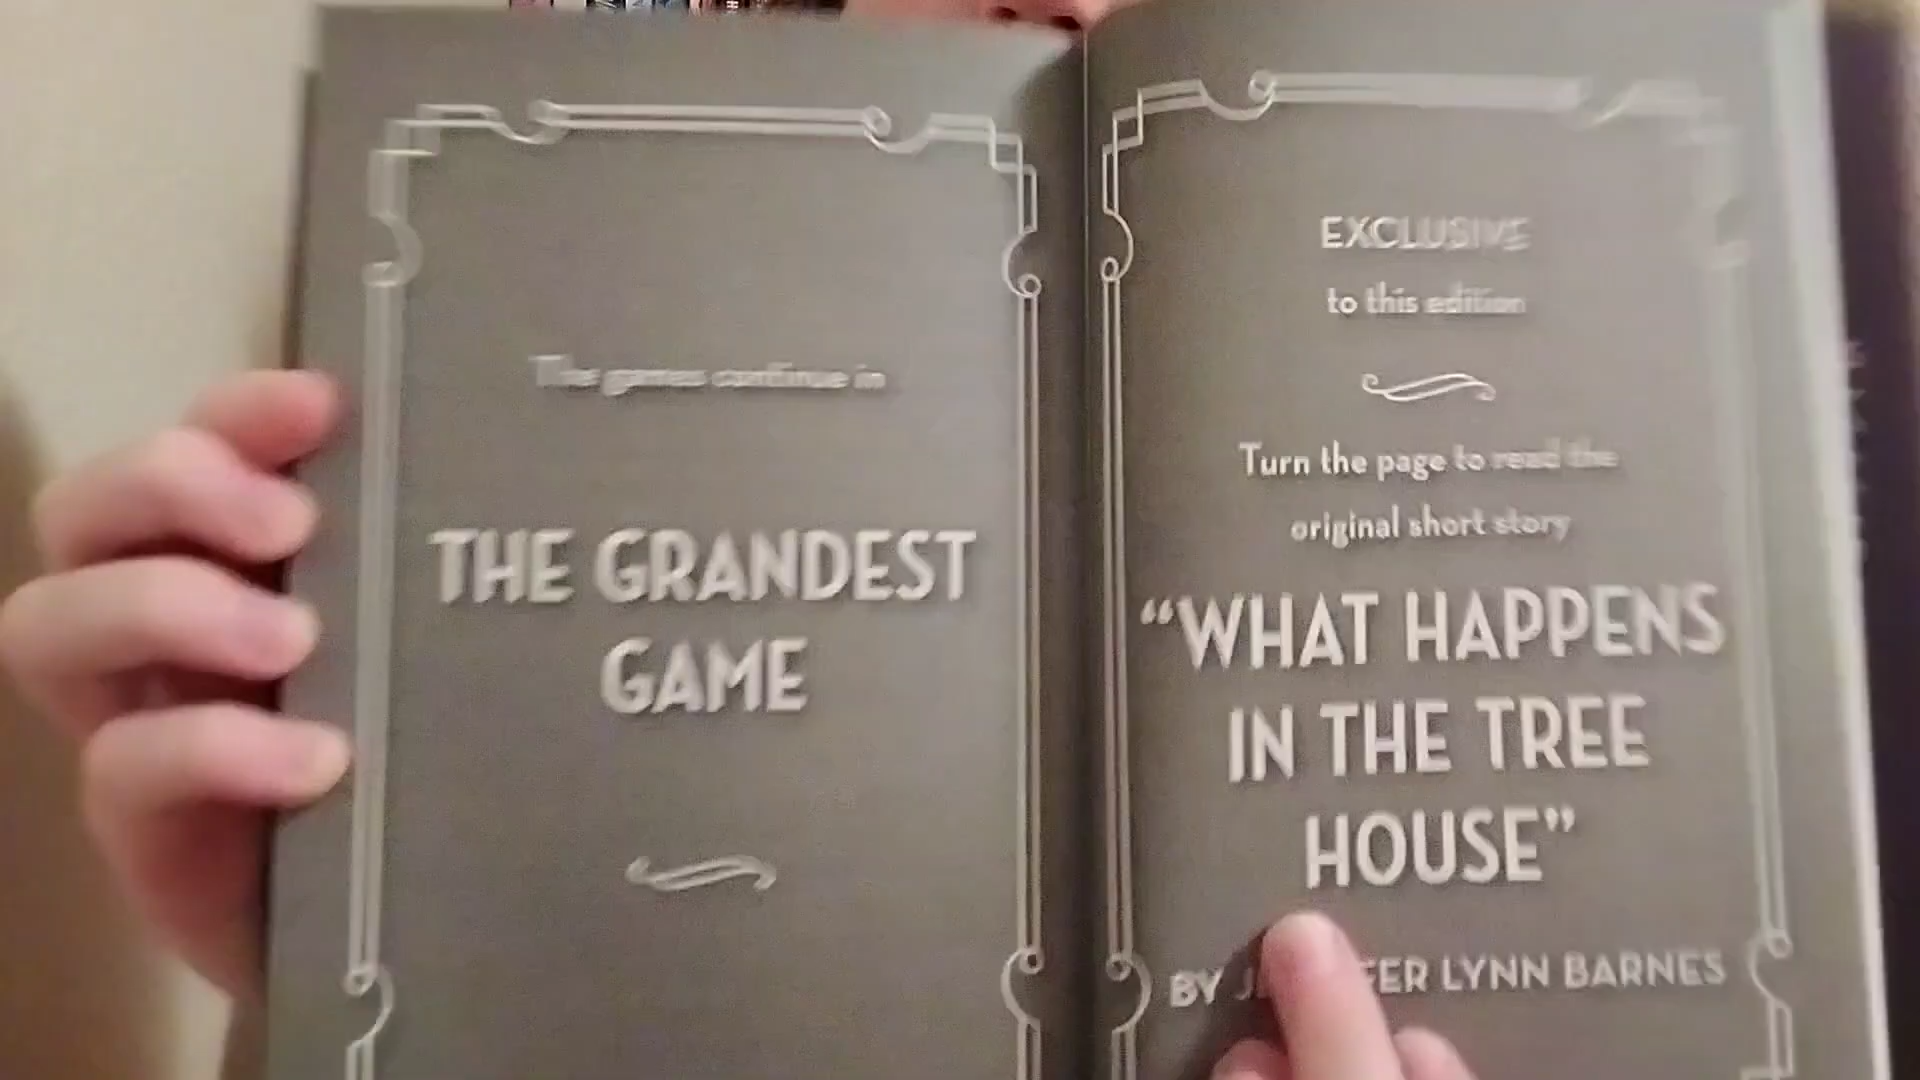 The games continue in
THE GRANDEST
GAME
EXCLUSIVE
to this edition
Turn the page to read the
original short story
“WHAT HAPPENS
IN THE TREE
HOUSE”
BY LYNN BARNES